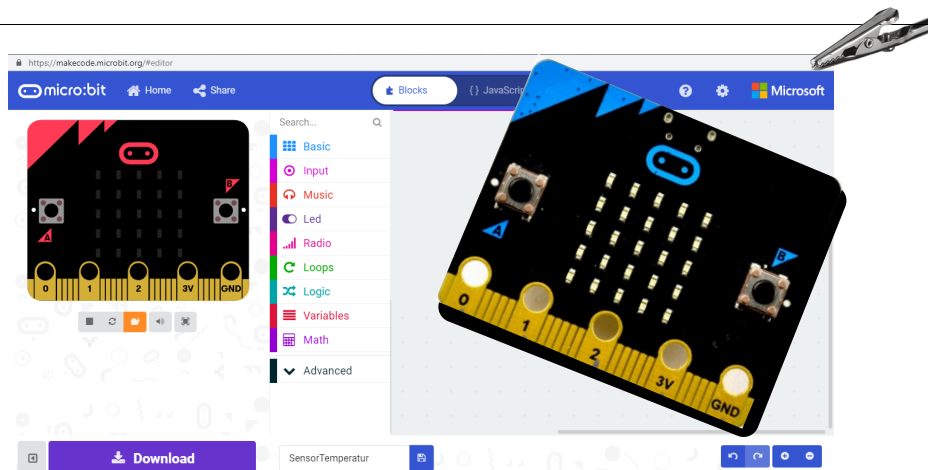 https://makecode.microbit.org/#editor
micro:bit Home Share Blocks {} JavaScrip ? Microsoft
Search...
Basic
Input
Music
Led
Radio
Loops
Logic
Variables
Math
Advanced
B
A
0 1 2 3V GND
A
B
0
1
2
3V
GND
Download
SensorTemperatur